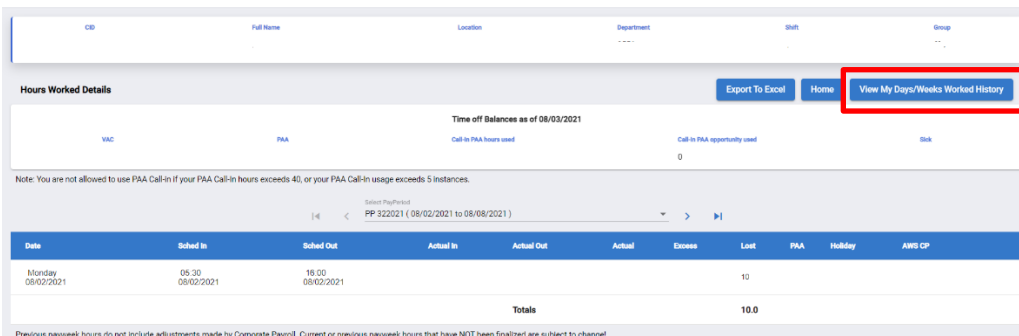 CID Full Name Location Department Shift Group
Hours Worked Details Export To Excel Home View My Days/Weeks Worked History
Time off Balances as of 08/03/2021
VAC PAA Call-in PAA hours used Call-in PAA opportunity used Sick
0
Note: You are not allowed to use PAA Call-in if your PAA Call-in hours exceeds 40, or your PAA Call-in usage exceeds 5 instances.
Select PayPeriod
PP 322021 ( 08/02/2021 to 08/08/2021 )
Date Sched In Sched Out Actual In Actual Out Actual Excess Lost PAA Holiday AWS CP
Monday 05:30 16:00 10
08/02/2021 08/02/2021 08/02/2021
Totals 10.0
Previous payweek hours do not include adjustments made by Corporate Payroll. Current or previous payweek hours that have NOT been finalized are subject to change!